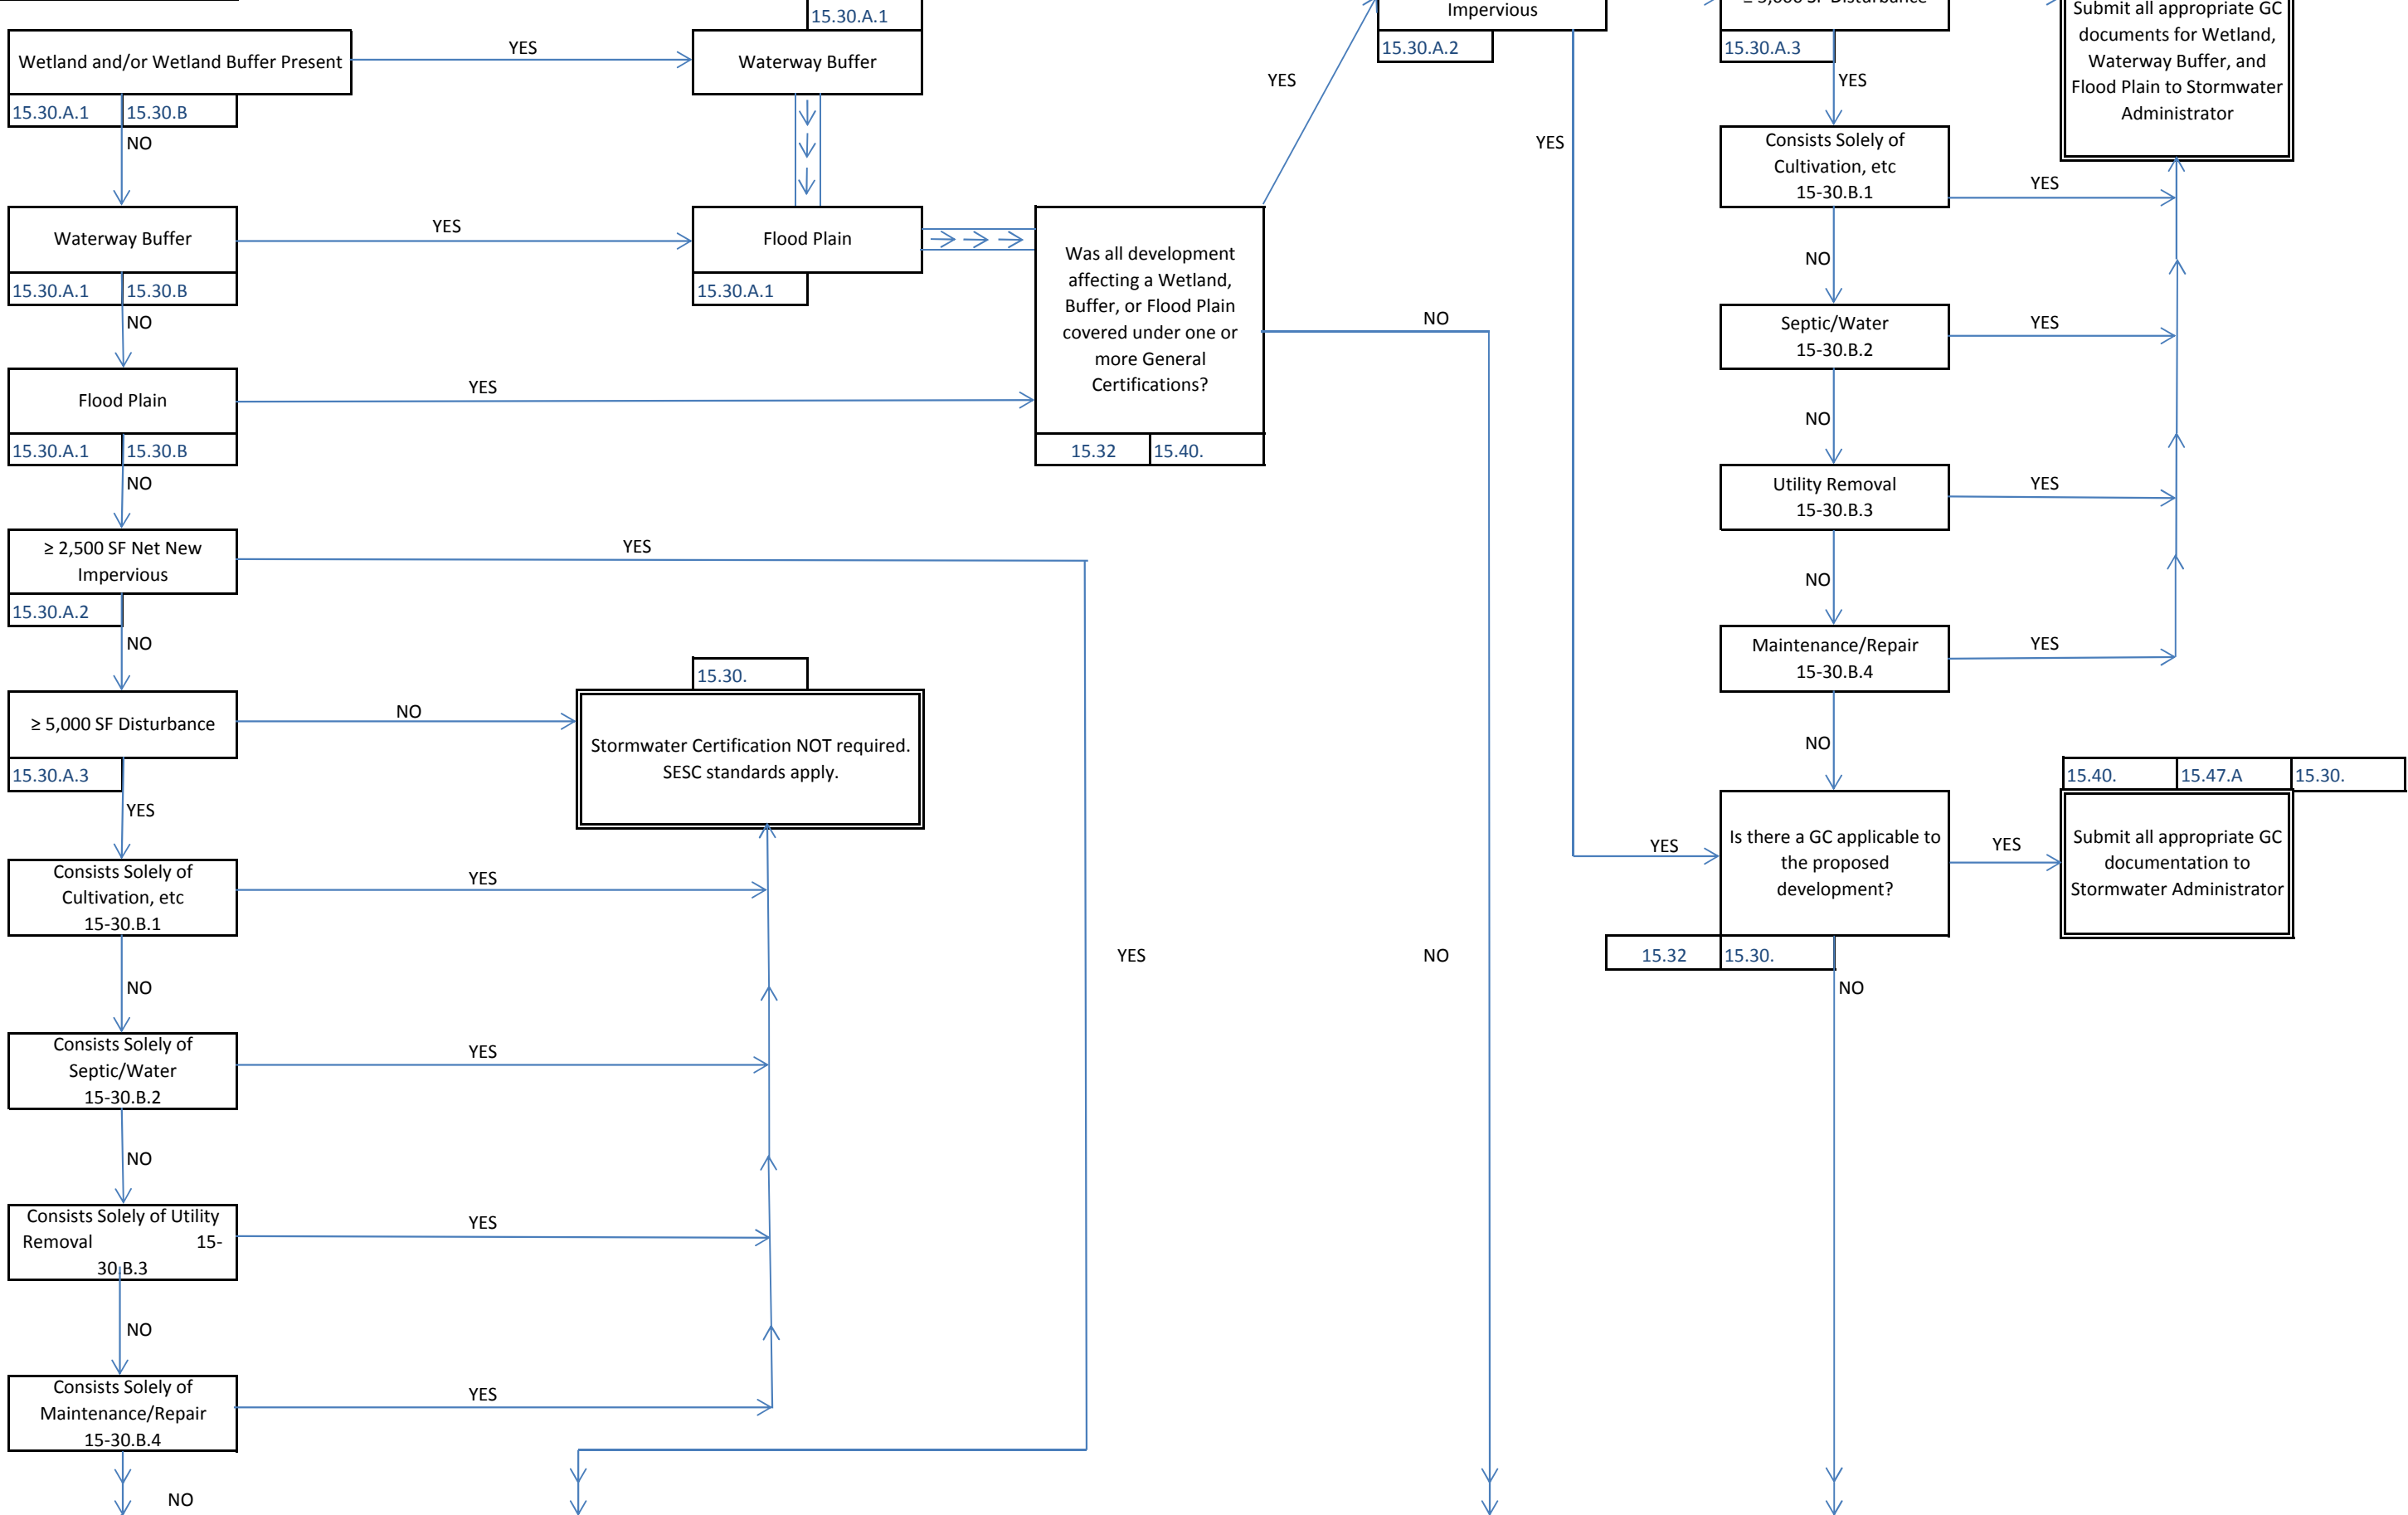 15.30.A.1
Impervious
≥ 5,000 SF Disturbance
Submit all appropriate GC
documents for Wetland,
Waterway Buffer, and
Flood Plain to Stormwater
Administrator
Wetland and/or Wetland Buffer Present
YES
Waterway Buffer
15.30.A.2
15.30.A.3
15.30.A.1
15.30.B
NO
YES
YES
YES
Consists Solely of
Cultivation, etc
15-30.B.1
YES
Waterway Buffer
YES
Flood Plain
Was all development
affecting a Wetland,
Buffer, or Flood Plain
covered under one or
more General
Certifications?
NO
15.30.A.1
15.30.B
15.30.A.1
NO
NO
Septic/Water
15-30.B.2
YES
Flood Plain
YES
NO
15.30.A.1
15.30.B
15.32
15.40.
NO
Utility Removal
15-30.B.3
YES
≥ 2,500 SF Net New
Impervious
YES
NO
15.30.A.2
NO
Maintenance/Repair
15-30.B.4
YES
15.30.
≥ 5,000 SF Disturbance
NO
Stormwater Certification NOT required.
SESC standards apply.
NO
15.30.A.3
YES
15.40.
15.47.A
15.30.
YES
Is there a GC applicable to
the proposed
development?
YES
Submit all appropriate GC
documentation to
Stormwater Administrator
Consists Solely of
Cultivation, etc
15-30.B.1
YES
YES
NO
15.32
15.30.
NO
NO
Consists Solely of
Septic/Water
15-30.B.2
YES
NO
Consists Solely of Utility
Removal 15-
30.B.3
YES
NO
Consists Solely of
Maintenance/Repair
15-30.B.4
YES
NO